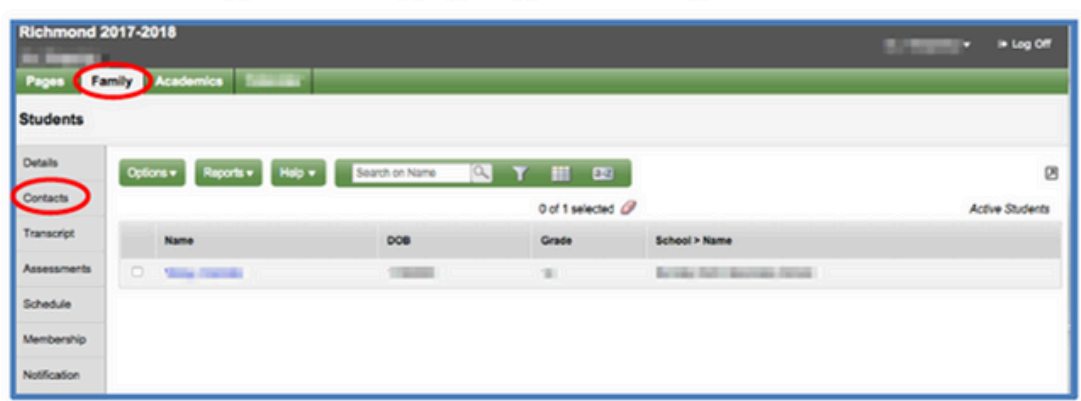 Richmond 2017-2018
Log Off
Pages Family Academics
Students
Details
Options Reports Help Search on Name
Contacts
0 of 1 selected Active Students
Transcript
Name DOB Grade School > Name
Assessments
Schedule
Membership
Notification